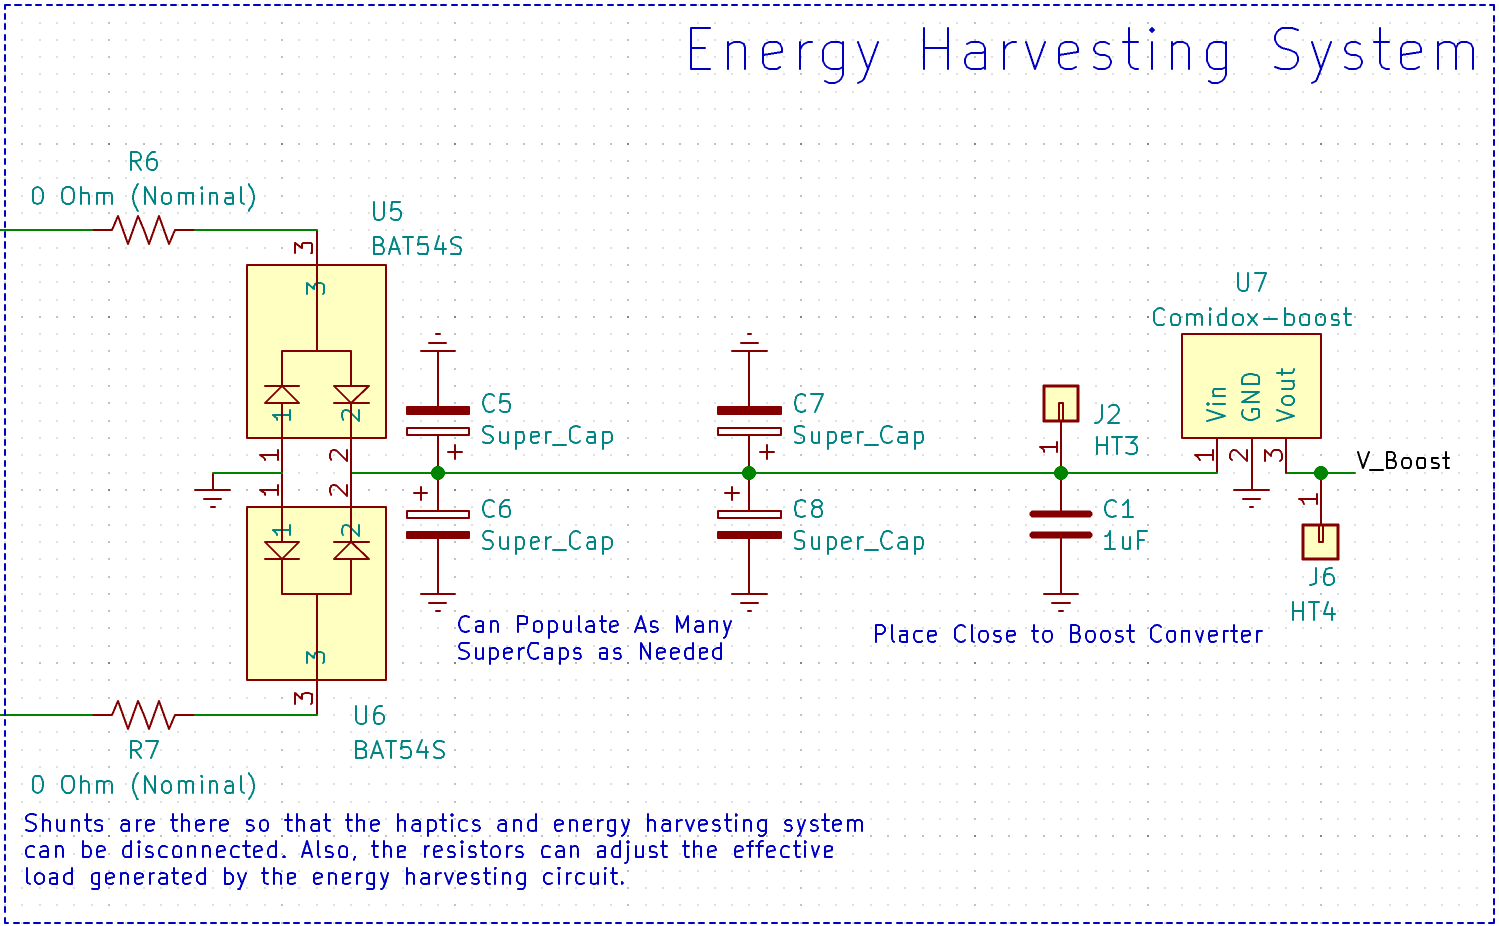 Energy Harvesting System
R6
0 Ohm (Nominal)
U5
BAT54S
3
3
1
2
1
2
1
2
1
2
3
3
U6
BAT54S
R7
0 Ohm (Nominal)
C5
Super_Cap
+
+
C6
Super_Cap
C7
Super_Cap
+
+
C8
Super_Cap
Can Populate As Many
SuperCaps as Needed
J2
HT3
1
C1
1uF
Place Close to Boost Converter
U7
Comidox-boost
Vin
GND
Vout
1
2
3
V_Boost
1
J6
HT4
Shunts are there so that the haptics and energy harvesting system
can be disconnected. Also, the resistors can adjust the effective
load generated by the energy harvesting circuit.